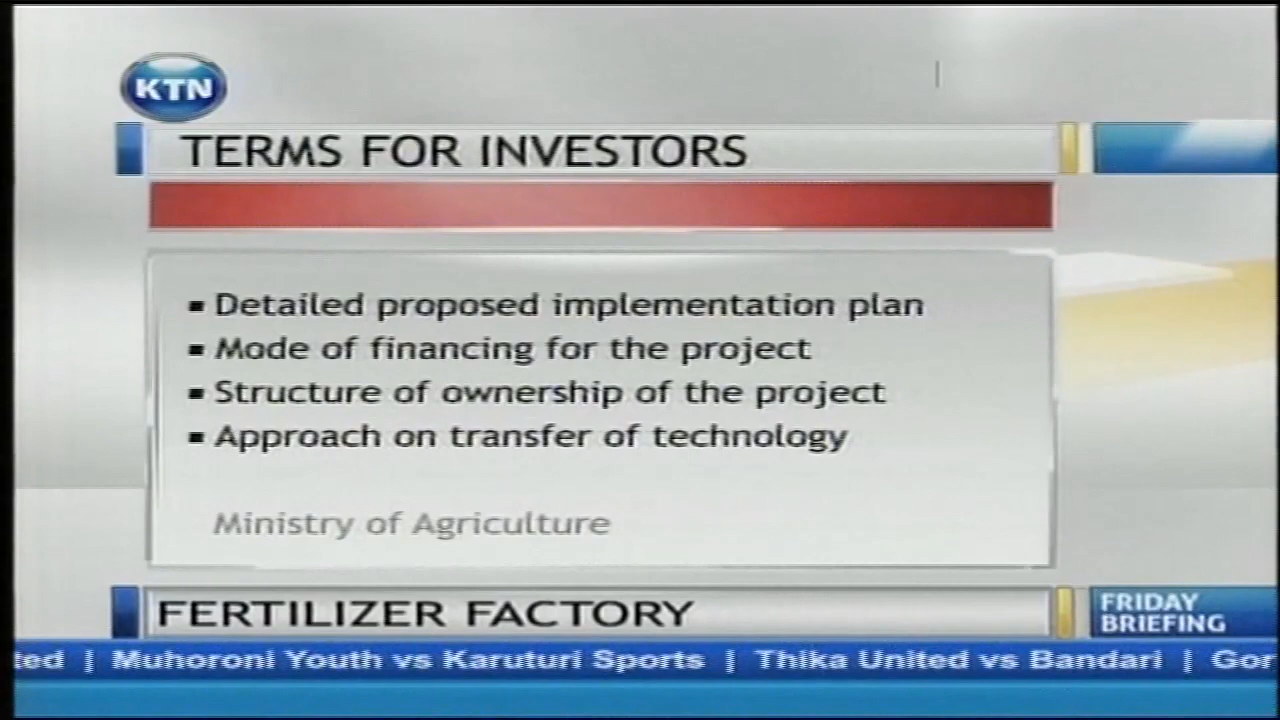 KTN
TERMS FOR INVESTORS
▪ Detailed proposed implementation plan
▪ Mode of financing for the project
▪ Structure of ownership of the project
▪ Approach on transfer of technology
Ministry of Agriculture
FERTILIZER FACTORY
FRIDAY
BRIEFING
ted | Muhoroni Youth vs Karuturi Sports | Thika United vs Bandari | Gor